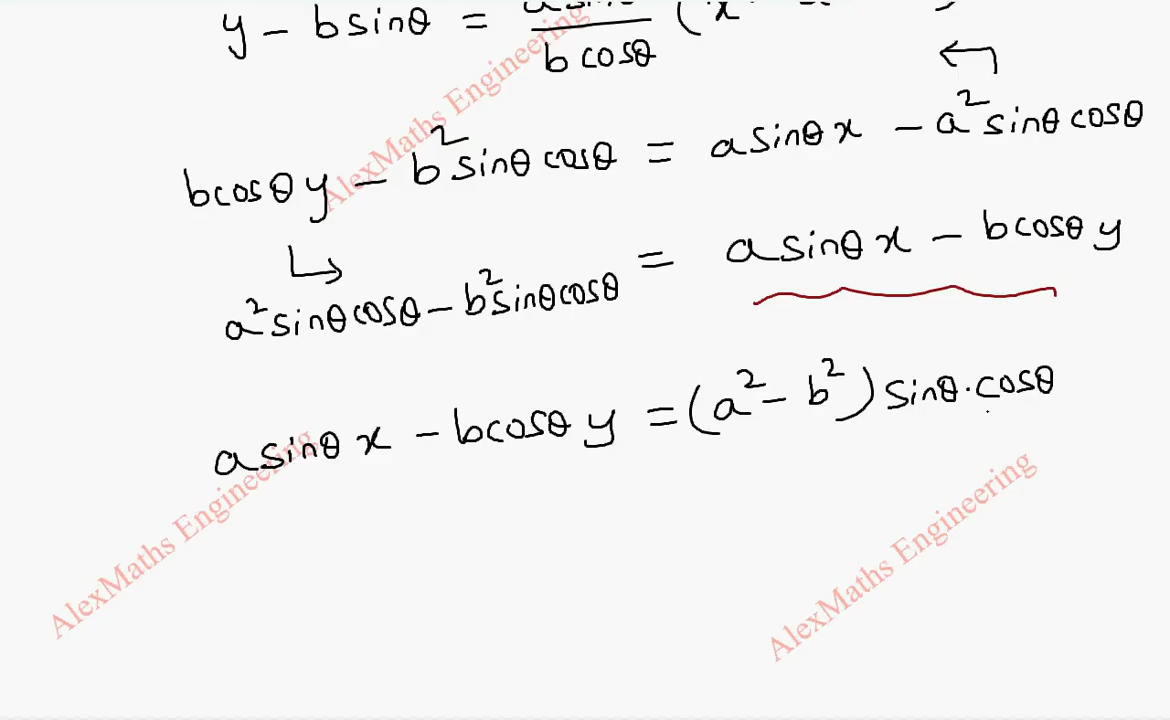 y - b sinθ = a sinθ / b cosθ (x -
b cosθ y - b² sinθ cosθ = a sinθ x - a² sinθ cosθ
a² sinθ cosθ - b² sinθ cosθ = a sinθ x - b cosθ y
a sinθ x - b cosθ y = (a² - b²) sinθ · cosθ
AlexMaths Engineering
AlexMaths Engineering
AlexMaths Engineering